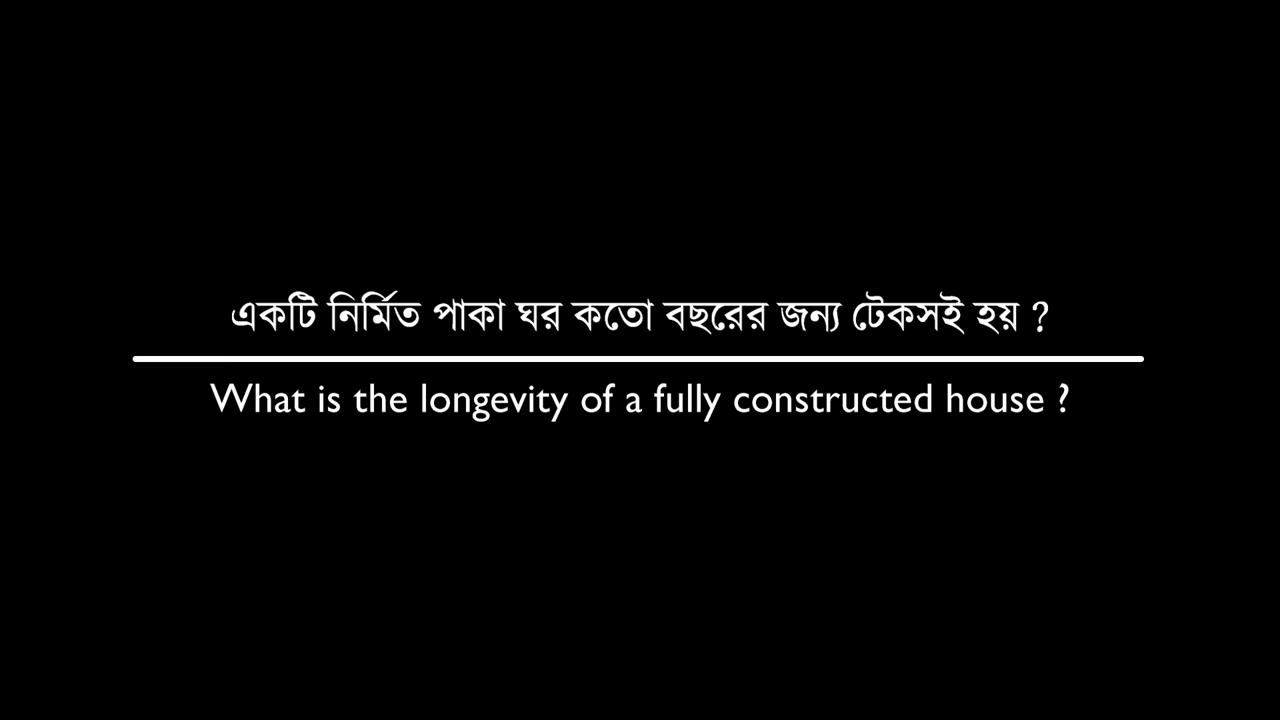 একটি নির্মিত পাকা ঘর কতো বছরের জন্য টেকসই হয় ?
What is the longevity of a fully constructed house ?